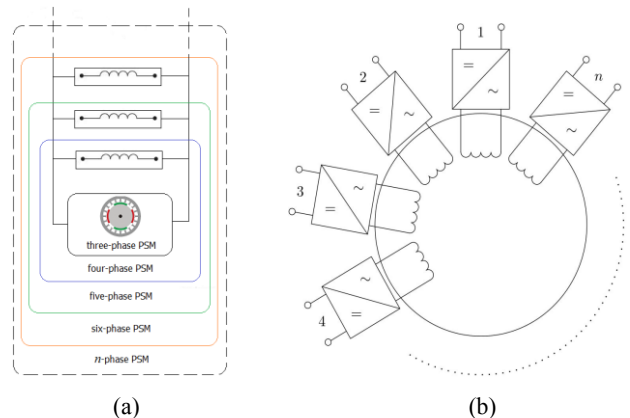 three-phase PSM
four-phase PSM
five-phase PSM
six-phase PSM
n-phase PSM
(a)
1
=
~
2
=
~
n
=
~
3
~
=
4
~
=
(b)